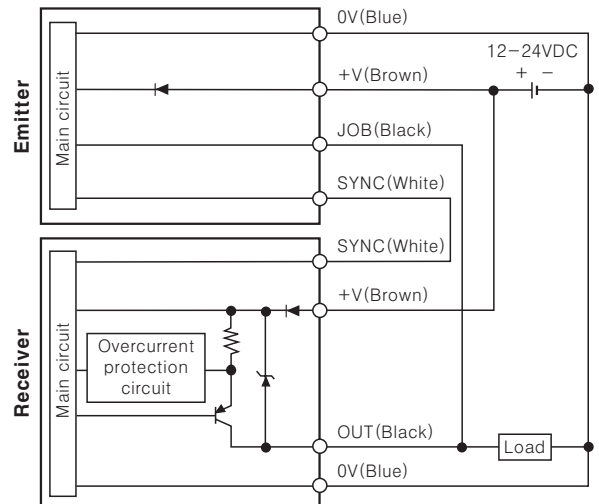 0V(Blue)
12-24VDC
+ -
+V(Brown)
Emitter
Main circuit
JOB(Black)
SYNC(White)
SYNC(White)
+V(Brown)
Receiver
Main circuit
Overcurrent
protection
circuit
OUT(Black)
Load
0V(Blue)